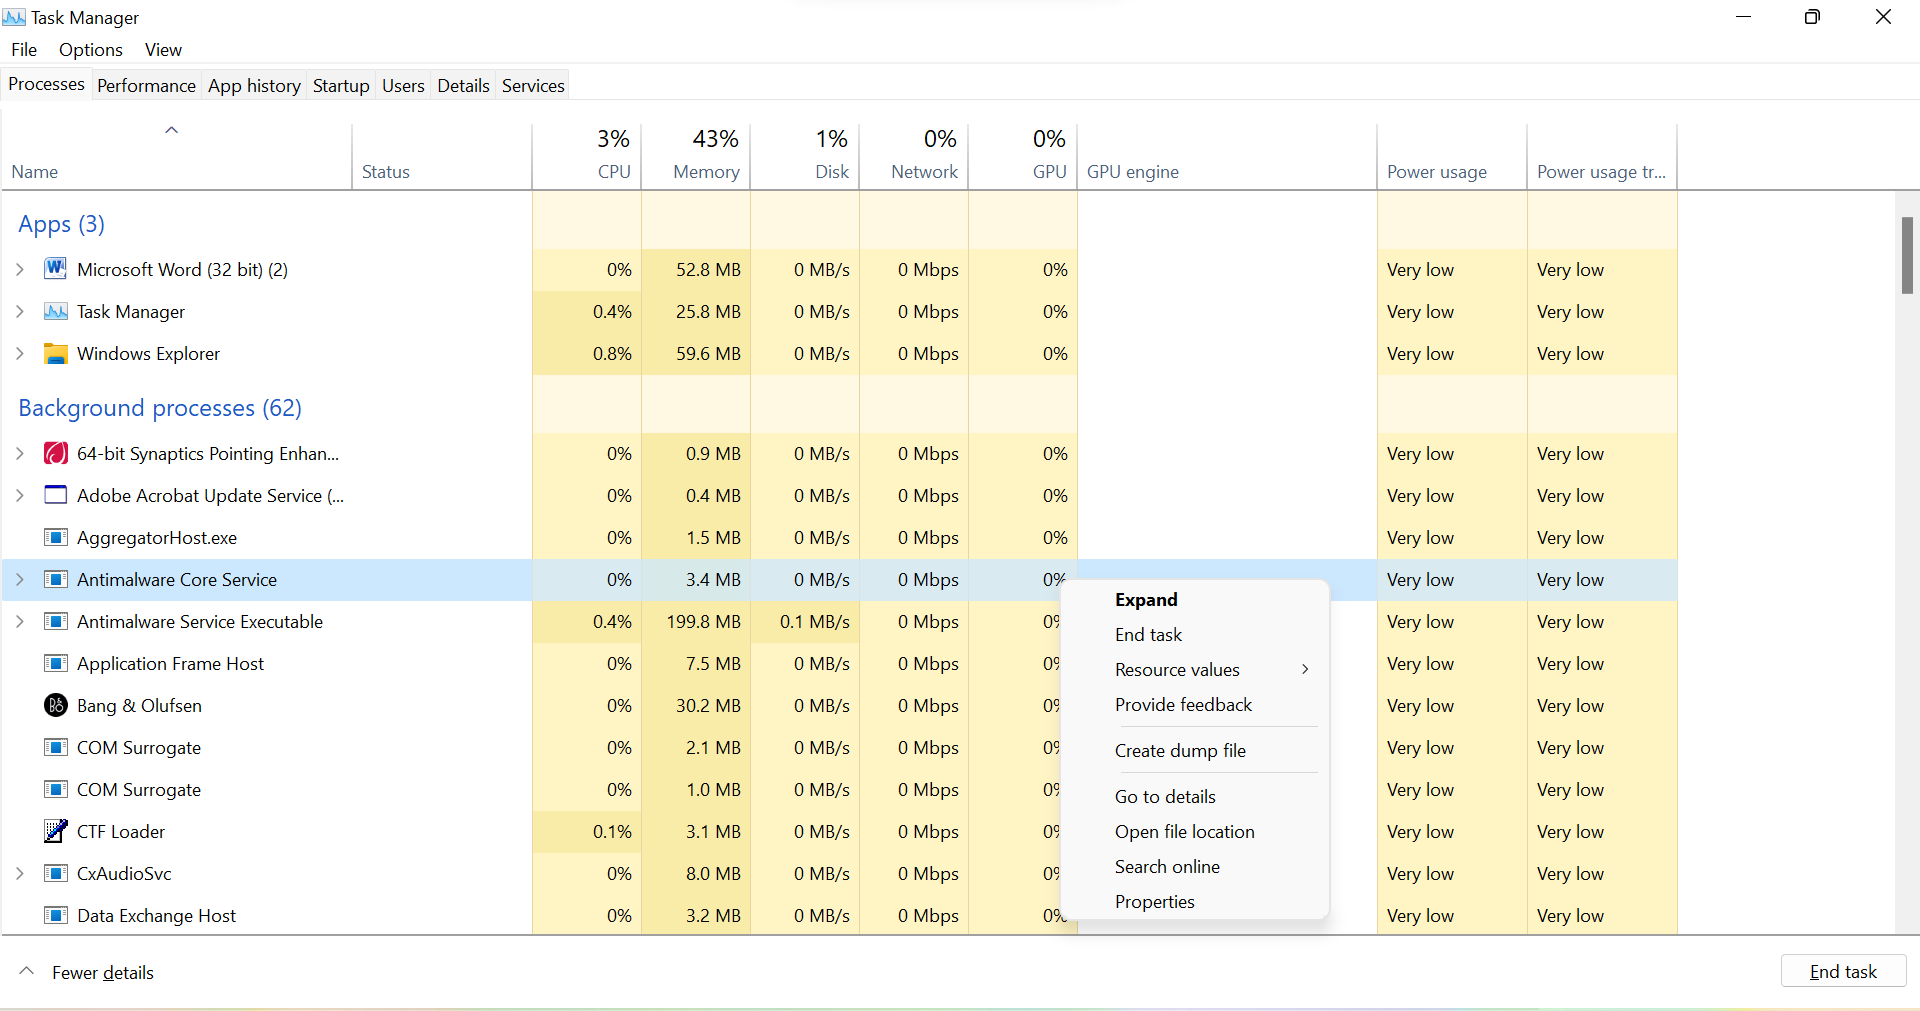 Task Manager
File Options View
Processes Performance App history Startup Users Details Services
3% 43% 1% 0% 0%
Name Status CPU Memory Disk Network GPU GPU engine Power usage Power usage tr...
Apps (3)
Microsoft Word (32 bit) (2) 0% 52.8 MB 0 MB/s 0 Mbps 0% Very low Very low
Task Manager 0.4% 25.8 MB 0 MB/s 0 Mbps 0% Very low Very low
Windows Explorer 0.8% 59.6 MB 0 MB/s 0 Mbps 0% Very low Very low
Background processes (62)
64-bit Synaptics Pointing Enhan... 0% 0.9 MB 0 MB/s 0 Mbps 0% Very low Very low
Adobe Acrobat Update Service (... 0% 0.4 MB 0 MB/s 0 Mbps 0% Very low Very low
AggregatorHost.exe 0% 1.5 MB 0 MB/s 0 Mbps 0% Very low Very low
Antimalware Core Service 0% 3.4 MB 0 MB/s 0 Mbps 0% Very low Very low
Antimalware Service Executable 0.4% 199.8 MB 0.1 MB/s 0 Mbps 0% Very low Very low
Application Frame Host 0% 7.5 MB 0 MB/s 0 Mbps 0% Very low Very low
Bang & Olufsen 0% 30.2 MB 0 MB/s 0 Mbps 0% Very low Very low
COM Surrogate 0% 2.1 MB 0 MB/s 0 Mbps 0% Very low Very low
COM Surrogate 0% 1.0 MB 0 MB/s 0 Mbps 0% Very low Very low
CTF Loader 0.1% 3.1 MB 0 MB/s 0 Mbps 0% Very low Very low
CxAudioSvc 0% 8.0 MB 0 MB/s 0 Mbps 0% Very low Very low
Data Exchange Host 0% 3.2 MB 0 MB/s 0 Mbps 0% Very low Very low
Expand
End task
Resource values
Provide feedback
Create dump file
Go to details
Open file location
Search online
Properties
Fewer details
End task